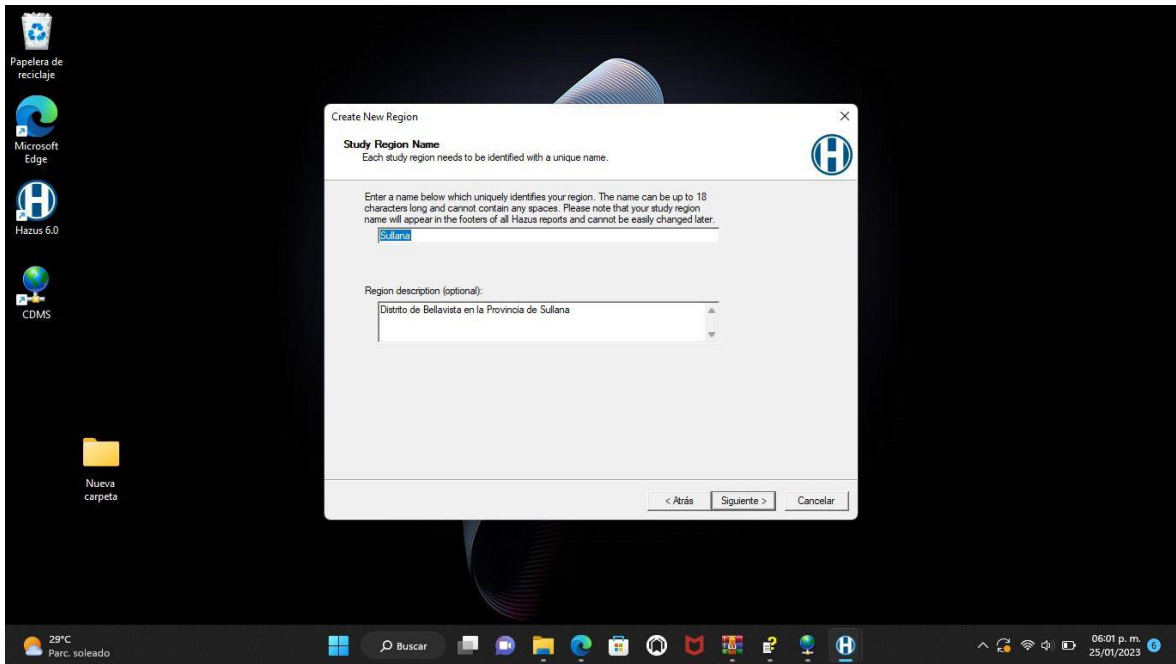 Papelera de
reciclaje
Microsoft
Edge
Hazus 6.0
CDMS
Nueva
carpeta
Create New Region
Study Region Name
Each study region needs to be identified with a unique name.
Enter a name below which uniquely identifies your region. The name can be up to 18
characters long and cannot contain any spaces. Please note that your study region
name will appear in the footers of all Hazus reports and cannot be easily changed later.
Sullana
Region description (optional):
Distrito de Bellavista en la Provincia de Sullana
< Atrás
Siguiente >
Cancelar
29°C
Parc. soleado
Buscar
06:01 p. m.
25/01/2023
6